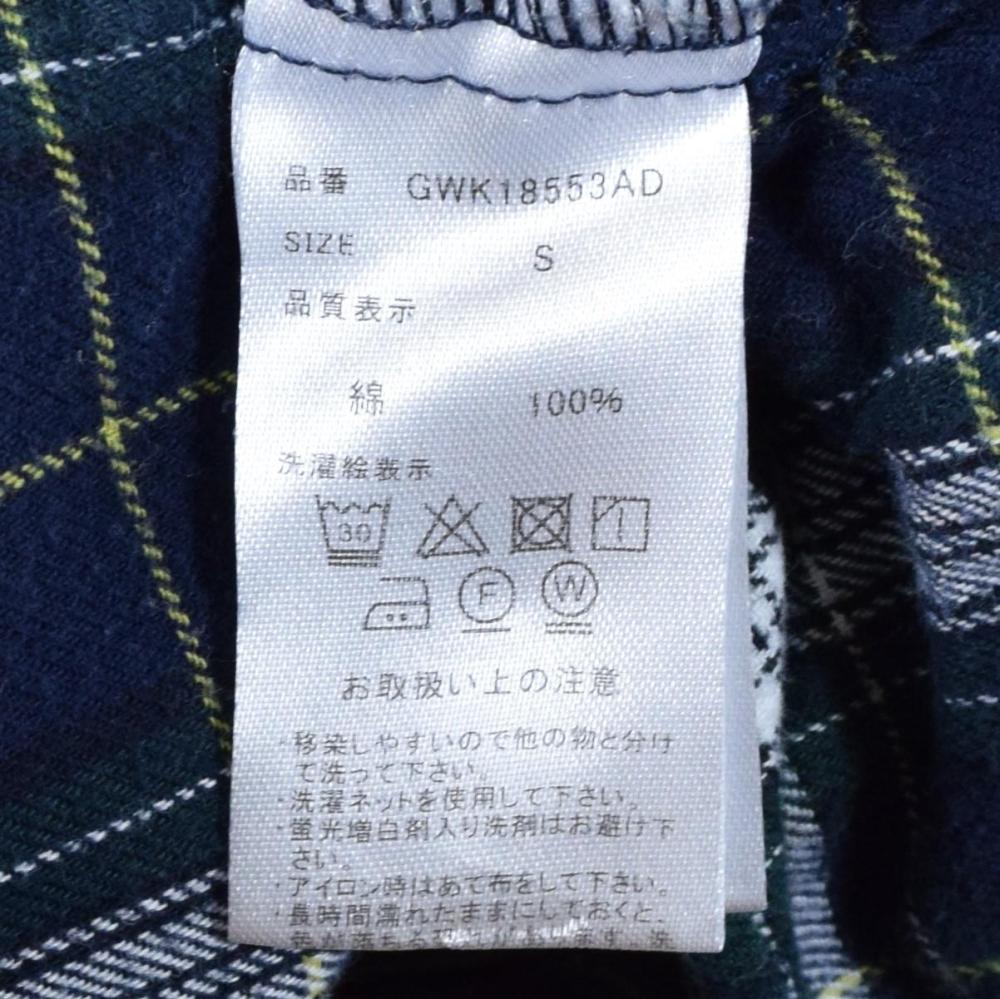 品番 GWK18553AD
SIZE S
品質表示
綿 100%
洗濯絵表示
30
F W
お取扱い上の注意
・移染しやすいので他の物と分け
て洗って下さい。
・洗濯ネットを使用して下さい。
・蛍光増白剤入り洗剤はお避け下
さい。
・アイロン時はあて布をして下さい。
・長時間濡れたままにしておくと、